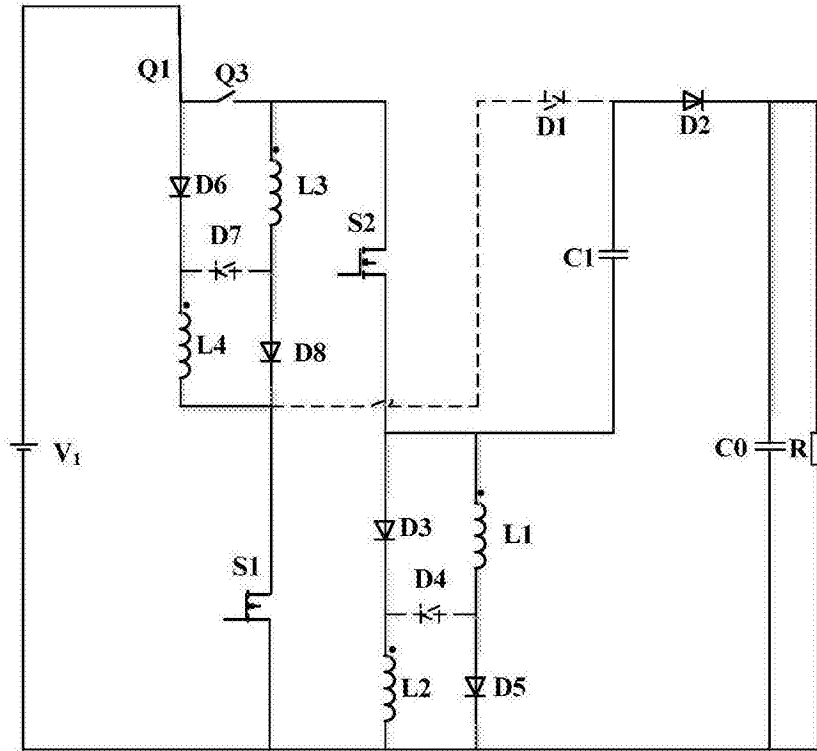 Q1 Q3
D1 D2
D6 L3
S2
D7
C1
L4 D8
V₁
C0 R
D3 L1
S1 D4
L2 D5